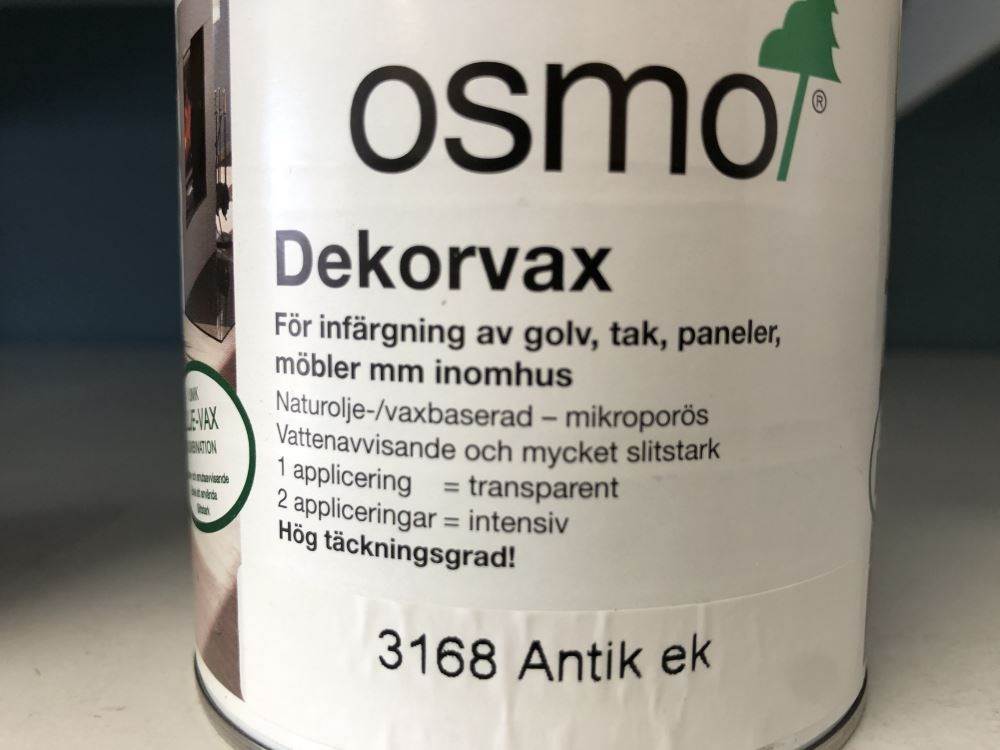 osmo
®
Dekorvax
För infärgning av golv, tak, paneler,
möbler mm inomhus
Naturolje-/vaxbaserad – mikroporös
Vattenavvisande och mycket slitstark
1 applicering = transparent
2 appliceringar = intensiv
Hög täckningsgrad!
3168 Antik ek